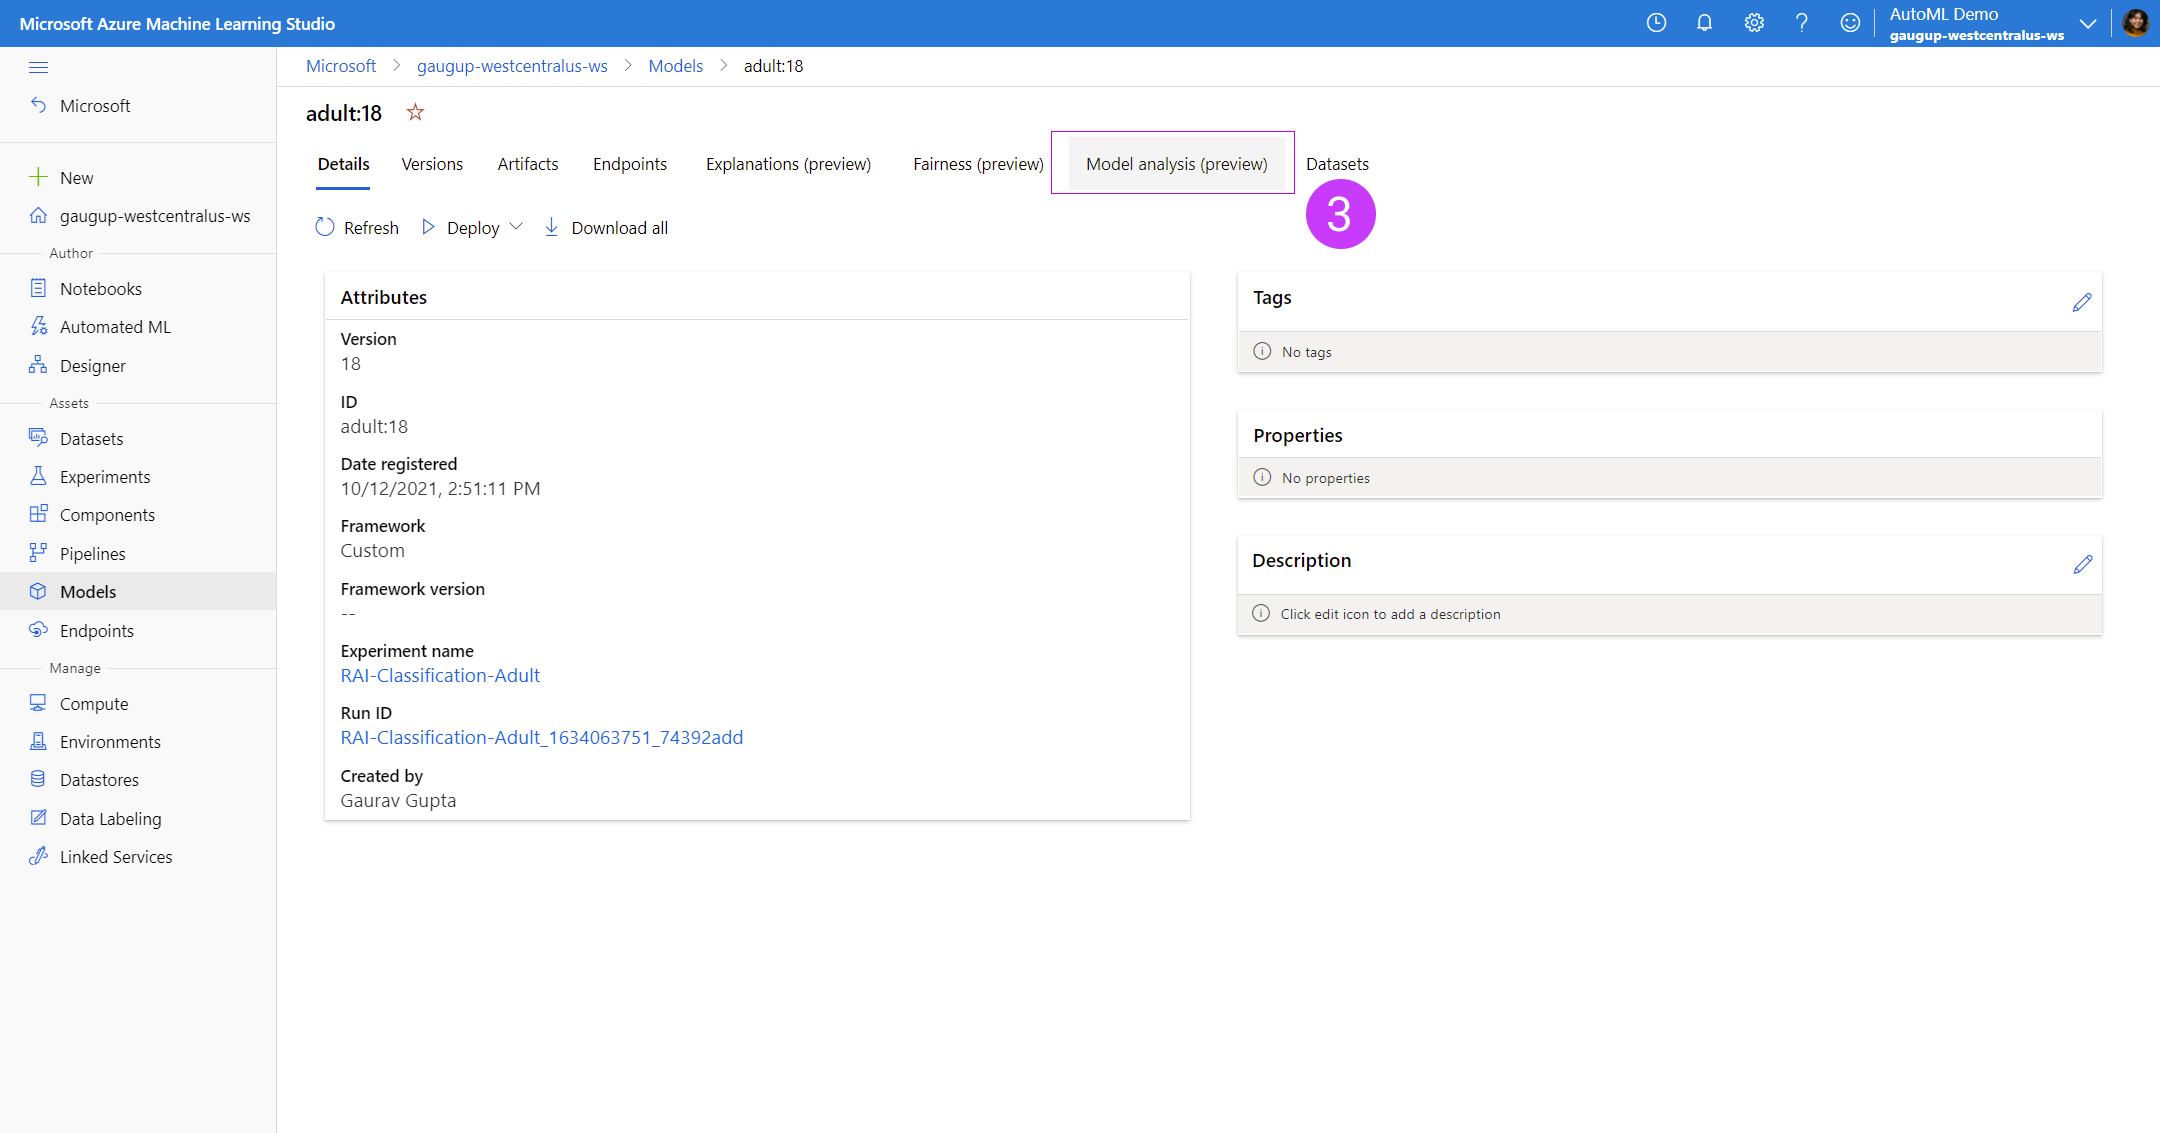 Microsoft Azure Machine Learning Studio
AutoML Demo
gaugup-westcentralus-ws
Microsoft
New
gaugup-westcentralus-ws
Author
Notebooks
Automated ML
Designer
Assets
Datasets
Experiments
Components
Pipelines
Models
Endpoints
Manage
Compute
Environments
Datastores
Data Labeling
Linked Services
Microsoft > gaugup-westcentralus-ws > Models > adult:18
adult:18
Details Versions Artifacts Endpoints Explanations (preview) Fairness (preview) Model analysis (preview) Datasets
3
Refresh Deploy Download all
Attributes
Version
18
ID
adult:18
Date registered
10/12/2021, 2:51:11 PM
Framework
Custom
Framework version
--
Experiment name
RAI-Classification-Adult
Run ID
RAI-Classification-Adult_1634063751_74392add
Created by
Gaurav Gupta
Tags
No tags
Properties
No properties
Description
Click edit icon to add a description